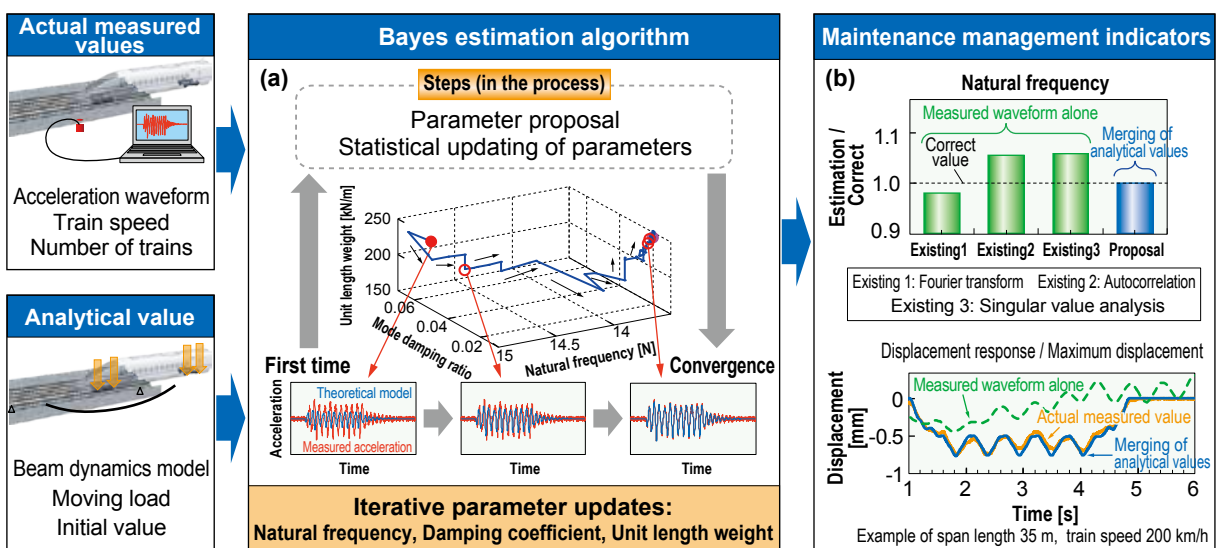 Actual measured
values
Acceleration waveform
Train speed
Number of trains
Analytical value
Beam dynamics model
Moving load
Initial value
Bayes estimation algorithm
(a)
Steps (in the process)
Parameter proposal
Statistical updating of parameters
Unit length weight [kN/m]
250
200
150
0.06
0.04
0.02
Mode damping ratio
15
14.5
14
Natural frequency [N]
First time
Convergence
Acceleration
Theoretical model
Measured acceleration
Time
Time
Time
Iterative parameter updates:
Natural frequency, Damping coefficient, Unit length weight
Maintenance management indicators
(b)
Natural frequency
Estimation /
Correct
1.1
1.0
0.9
Measured waveform alone
Correct
value
Merging of
analytical values
Existing1 Existing2 Existing3 Proposal
Existing 1: Fourier transform Existing 2: Autocorrelation
Existing 3: Singular value analysis
Displacement response / Maximum displacement
Displacement
[mm]
0
-0.5
-1
Measured waveform alone
Actual measured value
Merging of
analytical values
1 2 3 4 5 6
Time [s]
Example of span length 35 m, train speed 200 km/h